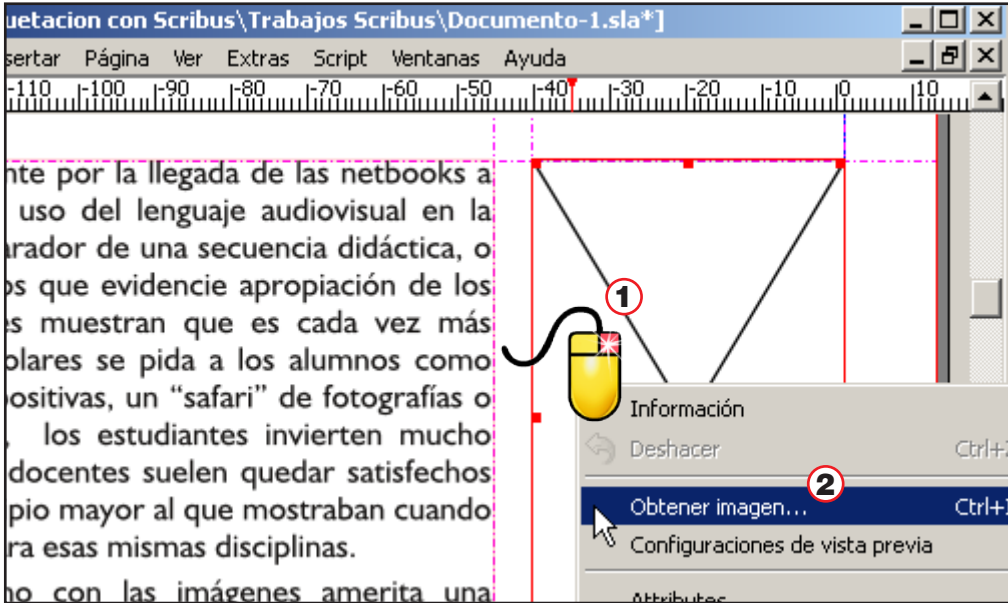 uetacion con Scribus\Trabajos Scribus\Documento-1.sla*]
sertar Página Ver Extras Script Ventanas Ayuda
-110 -100 -90 -80 -70 -60 -50 -40 -30 -20 -10 0 10
nte por la llegada de las netbooks a
uso del lenguaje audiovisual en la
arador de una secuencia didáctica, o
os que evidencie apropiación de los
es muestran que es cada vez más
olares se pida a los alumnos como
positivas, un “safari” de fotografías o
, los estudiantes invierten mucho
docentes suelen quedar satisfechos
pio mayor al que mostraban cuando
ra esas mismas disciplinas.
no con las imágenes amerita una
1
Información
Deshacer Ctrl+Z
2
Obtener imagen... Ctrl+I
Configuraciones de vista previa
Attributes